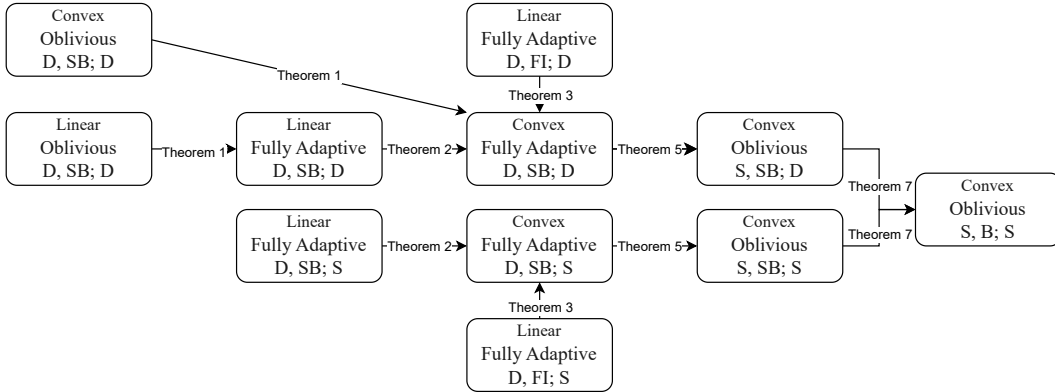 Convex
Oblivious
D, SB; D
Linear
Fully Adaptive
D, FI; D
Theorem 1
Theorem 3
Linear
Oblivious
D, SB; D
Theorem 1
Linear
Fully Adaptive
D, SB; D
Theorem 2
Convex
Fully Adaptive
D, SB; D
Theorem 5
Convex
Oblivious
S, SB; D
Theorem 7
Convex
Oblivious
S, B; S
Linear
Fully Adaptive
D, SB; S
Theorem 2
Convex
Fully Adaptive
D, SB; S
Theorem 5
Convex
Oblivious
S, SB; S
Theorem 7
Theorem 3
Linear
Fully Adaptive
D, FI; S